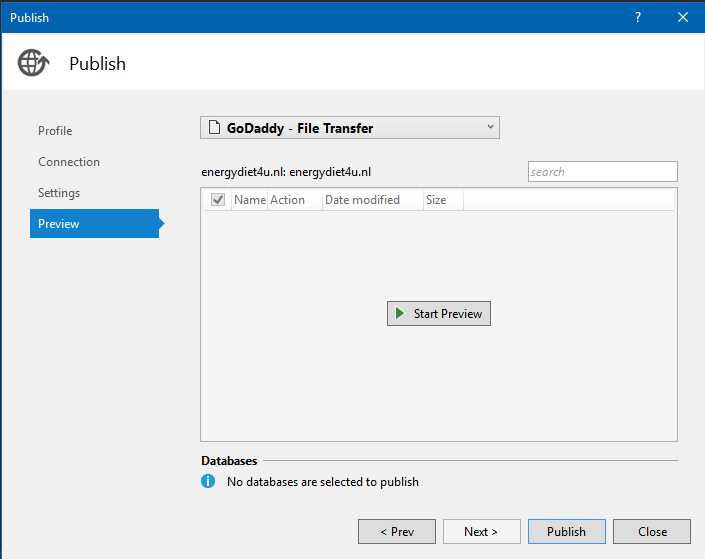 Publish
?
Publish
Profile
Connection
Settings
Preview
GoDaddy - File Transfer
energydiet4u.nl: energydiet4u.nl
search
Name Action Date modified Size
Start Preview
Databases
No databases are selected to publish
< Prev Next > Publish Close